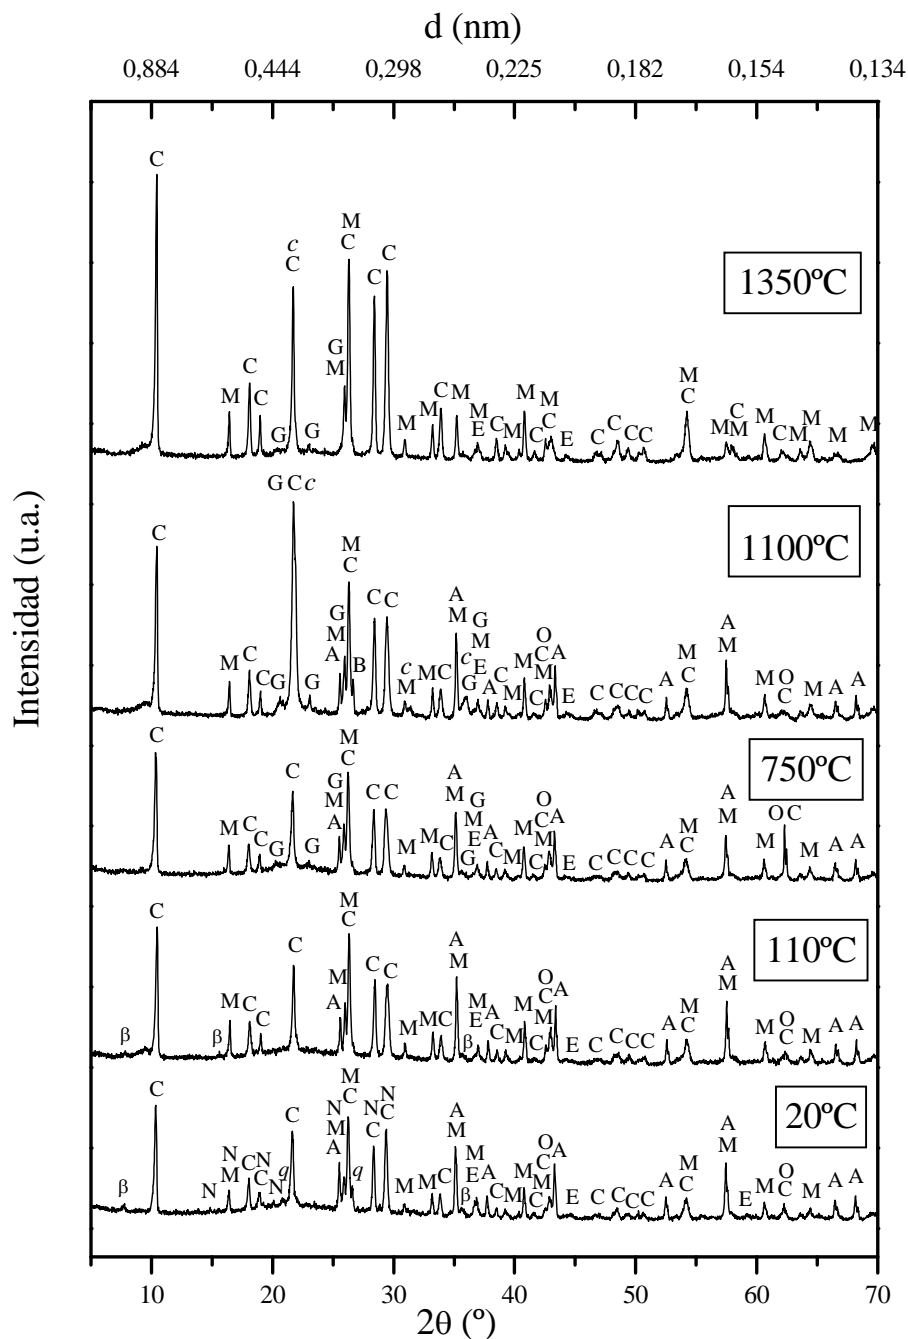 d (nm)
0,884 0,444 0,298 0,225 0,182 0,154 0,134
C
M
c C
C C
C
1350ºC
G
C M
M M C M M M
M C M C
M C M M C M M
G G M E C M C E C C C C C M M M
G C c
C M
C
1100ºC
C C A G O A
G M M C M
M C M c M E C C A C M O
M C A B M C G A M M M C M A A
G G M C E C C C C A C
C M
C
750ºC
C A A
G C C M G O M O C
M C M M M A M C A M
C A M C E C M M C M A A
G G M G M C E C C C C A
C M
C
110ºC
C A A
M C C M M O M
M C A M A M C A M O
C M C E C M M C M A A
β β M β M C E C C C C A C
C M N
C
20ºC
N N C N C A A
N C M M M O M
M C N A q M A M C A M O
C q M C E C M M C M A A
β N N M β M C E C C C C A E C
10 20 30 40 50 60 70
2θ (º)
Intensidad (u.a.)